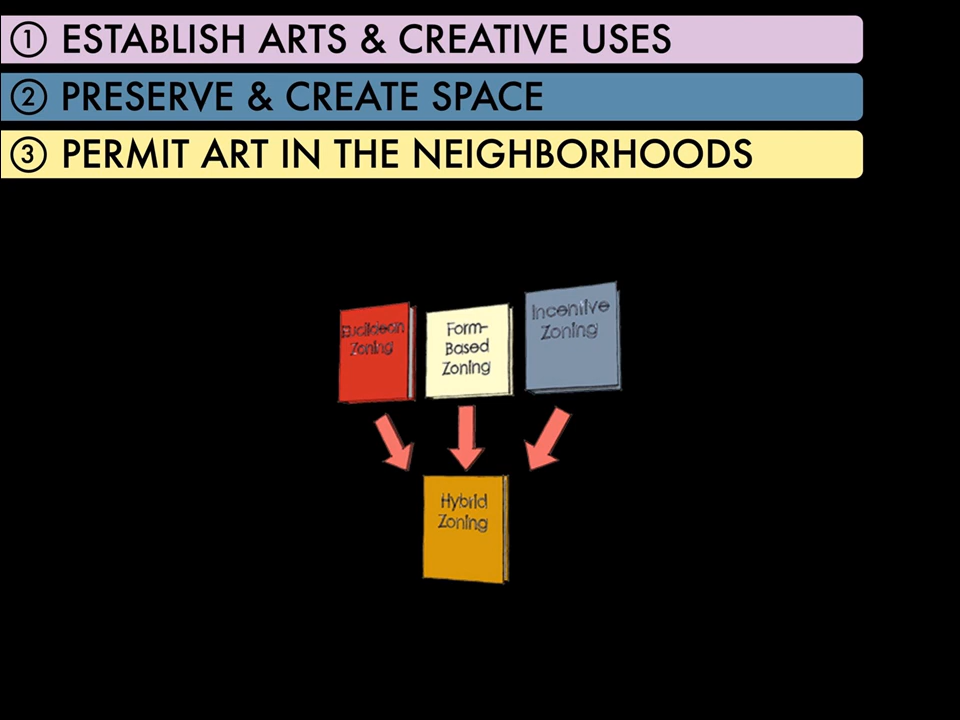 ① ESTABLISH ARTS & CREATIVE USES
② PRESERVE & CREATE SPACE
③ PERMIT ART IN THE NEIGHBORHOODS
Euclidean
Zoning
Form-
Based
Zoning
Incentive
Zoning
Hybrid
Zoning